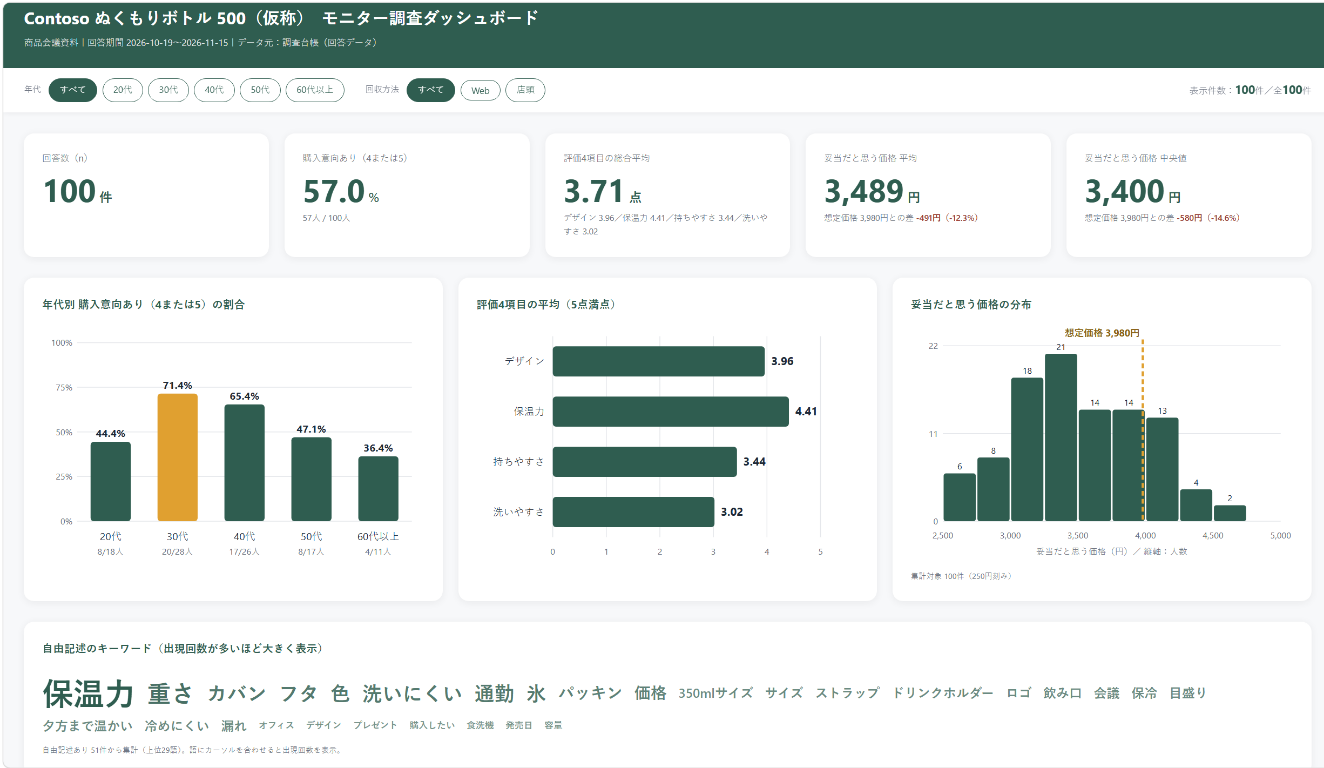 Contoso ぬくもりボトル 500（仮称） モニター調査ダッシュボード
商品会議資料 | 回答期間 2026-10-19〜2026-11-15 | データ元：調査台帳（回答データ）
年代 すべて 20代 30代 40代 50代 60代以上 回収方法 すべて Web 店頭 表示件数：100件／全100件
回答数（n）
100 件
購入意向あり（4または5）
57.0 %
57人 / 100人
評価4項目の総合平均
3.71 点
デザイン 3.96／保温力 4.41／持ちやすさ 3.44／洗いや
すさ 3.02
妥当だと思う価格 平均
3,489 円
想定価格 3,980円との差 -491円（-12.3%）
妥当だと思う価格 中央値
3,400 円
想定価格 3,980円との差 -580円（-14.6%）
年代別 購入意向あり（4または5）の割合
100%
75%
50%
25%
0%
44.4%
71.4%
65.4%
47.1%
36.4%
20代 30代 40代 50代 60代以上
8/18人 20/28人 17/26人 8/17人 4/11人
評価4項目の平均（5点満点）
デザイン 3.96
保温力 4.41
持ちやすさ 3.44
洗いやすさ 3.02
0 1 2 3 4 5
妥当だと思う価格の分布
想定価格 3,980円
22
11
0
6 8 18 21 14 14 13 4 2
2,500 3,000 3,500 4,000 4,500 5,000
妥当だと思う価格（円）／ 縦軸：人数
集計対象 100件（250円刻み）
自由記述のキーワード（出現回数が多いほど大きく表示）
保温力 重さ カバン フタ 色 洗いにくい 通勤 氷 パッキン 価格 350mlサイズ サイズ ストラップ ドリンクホルダー ロゴ 飲み口 会議 保冷 目盛り
夕方まで温かい 冷めにくい 漏れ オフィス デザイン プレゼント 購入したい 食洗機 発売日 容量
自由記述あり 51件から集計（上位29語）。語にカーソルを合わせると出現回数を表示。